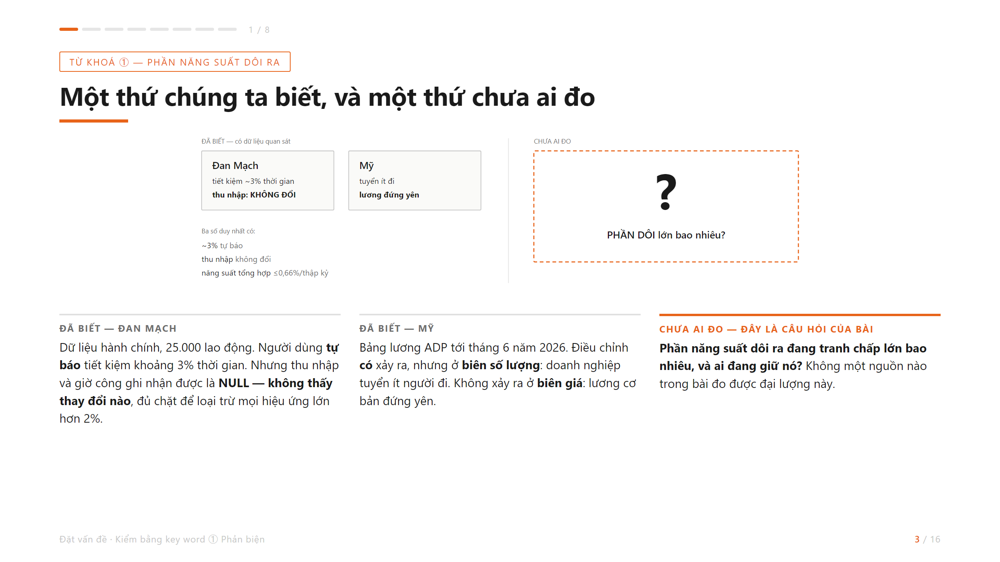 1 / 8
TỪ KHOÁ ① — PHẦN NĂNG SUẤT DÔI RA
Một thứ chúng ta biết, và một thứ chưa ai đo
ĐÃ BIẾT — có dữ liệu quan sát
Đan Mạch
tiết kiệm ~3% thời gian
thu nhập: KHÔNG ĐỔI
Mỹ
tuyển ít đi
lương đứng yên
Ba số duy nhất có:
~3% tự báo
thu nhập không đổi
năng suất tổng hợp ≤0,66%/thập kỷ
CHƯA AI ĐO
?
PHẦN DÔI lớn bao nhiêu?
ĐÃ BIẾT — ĐAN MẠCH
Dữ liệu hành chính, 25.000 lao động. Người dùng tự
báo tiết kiệm khoảng 3% thời gian. Nhưng thu nhập
và giờ công ghi nhận được là NULL — không thấy
thay đổi nào, đủ chặt để loại trừ mọi hiệu ứng lớn
hơn 2%.
ĐÃ BIẾT — MỸ
Bảng lương ADP tới tháng 6 năm 2026. Điều chỉnh
có xảy ra, nhưng ở biên số lượng: doanh nghiệp
tuyển ít người đi. Không xảy ra ở biên giá: lương cơ
bản đứng yên.
CHƯA AI ĐO — ĐÂY LÀ CÂU HỎI CỦA BÀI
Phần năng suất dôi ra đang tranh chấp lớn bao
nhiêu, và ai đang giữ nó? Không một nguồn nào
trong bài đo được đại lượng này.
Đặt vấn đề · Kiểm bằng key word ① Phản biện
3 / 16